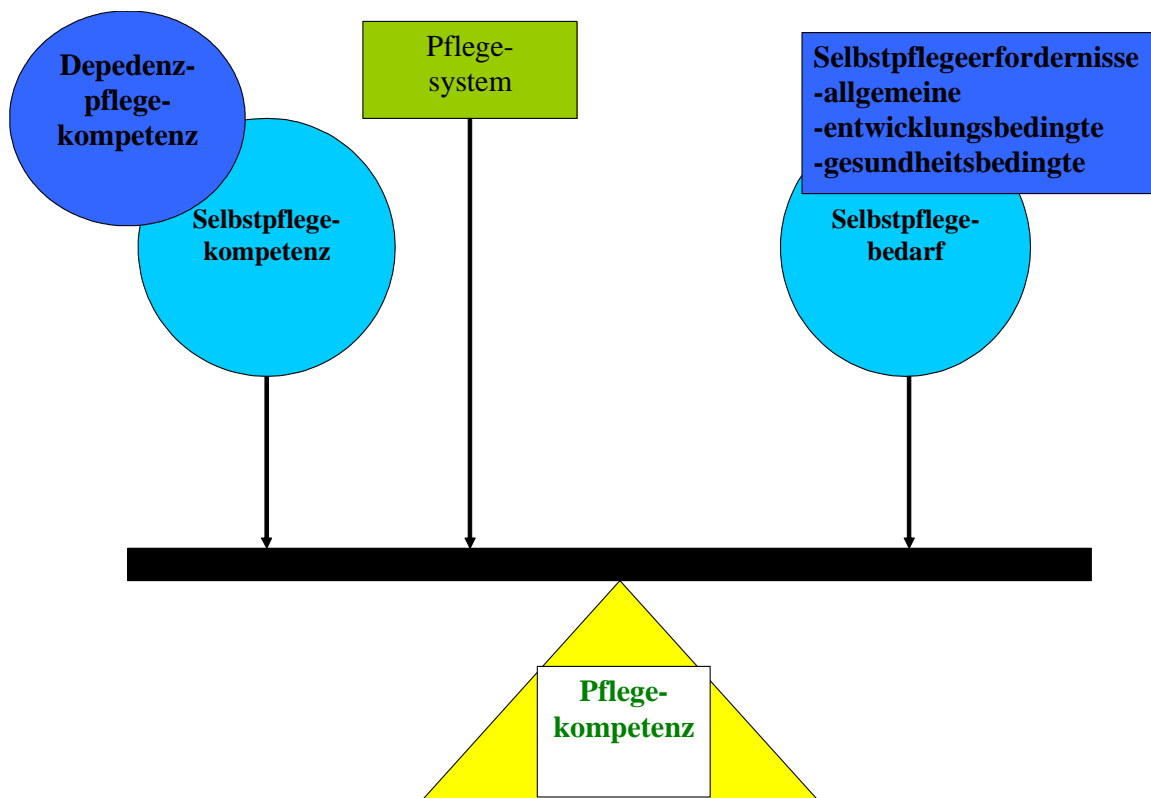 Depedenz-
pflege-
kompetenz
Selbstpflege-
kompetenz
Pflege-
system
Selbstpflegeerfordernisse
-allgemeine
-entwicklungsbedingte
-gesundheitsbedingte
Selbstpflege-
bedarf
Pflege-
kompetenz